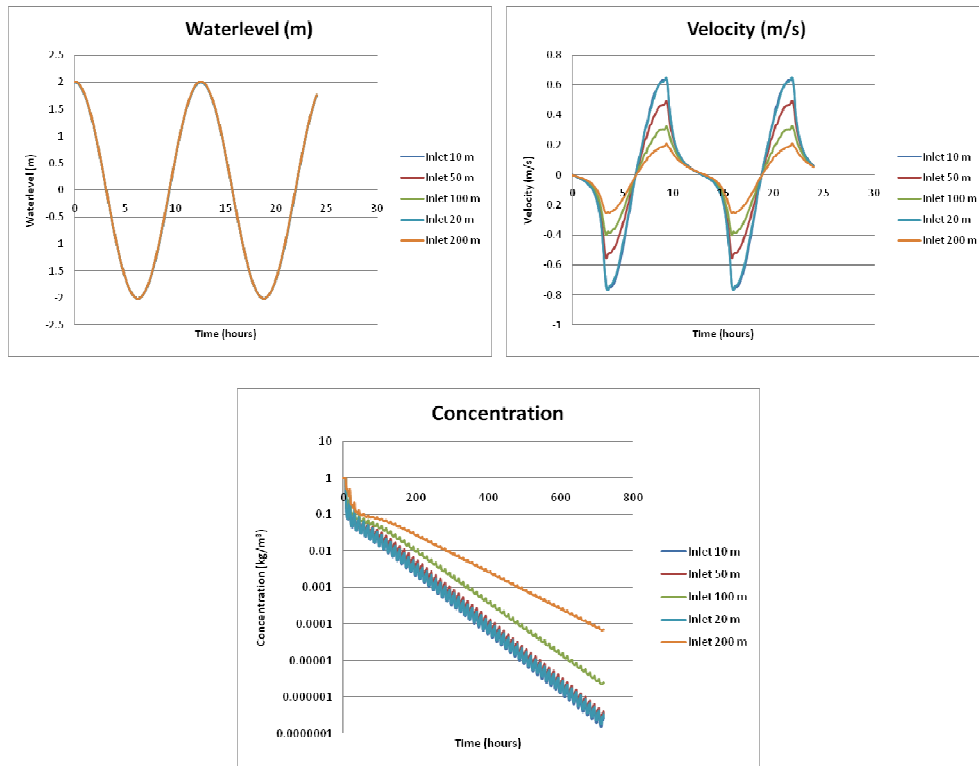 Waterlevel (m)
2.5
2
1.5
1
0.5
0
-0.5
1
-1.5
-2
-2.5
0
5
10
15
20
25
30
Waterlevel (m)
Time (hours)
Inlet 10 m
Inlet 50 m
Inlet 100 m
Inlet 20 m
Inlet 200 m
Velocity (m/s)
0.8
0.6
0.4
0.2
0
0.2
-0.4
-0.6
-0.8
-1
0
5
10
15
20
25
30
Velocity (m/s)
Time (hours)
Inlet 10 m
Inlet 50 m
Inlet 100 m
Inlet 20 m
Inlet 200 m
Concentration
10
1
0.1
0.01
0.001
0.0001
0.00001
0.000001
0.0000001
0
200
400
600
800
Concentration (kg/m³)
Time (hours)
Inlet 10 m
Inlet 50 m
Inlet 100 m
Inlet 20 m
Inlet 200 m